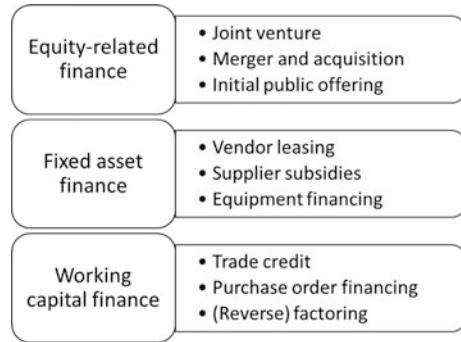 Equity-related
finance
• Joint venture
• Merger and acquisition
• Initial public offering
Fixed asset
finance
• Vendor leasing
• Supplier subsidies
• Equipment financing
Working
capital finance
• Trade credit
• Purchase order financing
• (Reverse) factoring